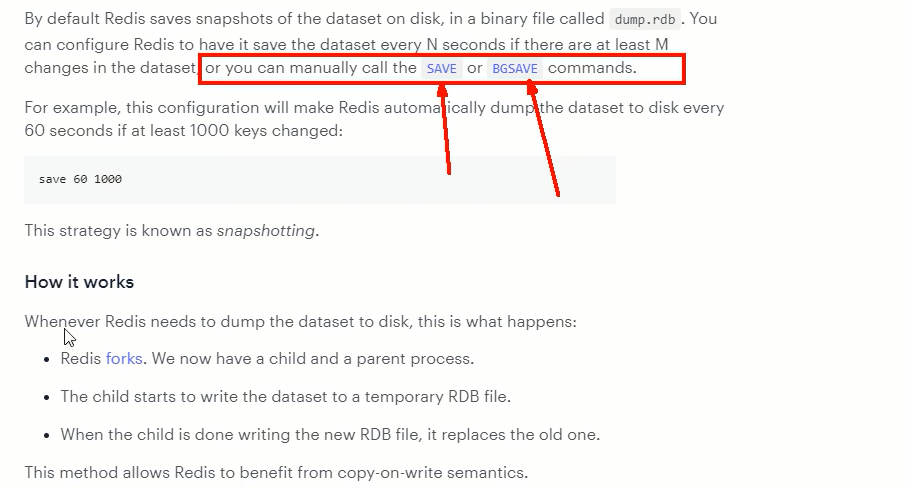 By default Redis saves snapshots of the dataset on disk, in a binary file called dump.rdb. You
can configure Redis to have it save the dataset every N seconds if there are at least M
changes in the dataset, or you can manually call the SAVE or BGSAVE commands.
For example, this configuration will make Redis automatically dump the dataset to disk every
60 seconds if at least 1000 keys changed:
save 60 1000
This strategy is known as snapshotting.
How it works
Whenever Redis needs to dump the dataset to disk, this is what happens:
• Redis forks. We now have a child and a parent process.
• The child starts to write the dataset to a temporary RDB file.
• When the child is done writing the new RDB file, it replaces the old one.
This method allows Redis to benefit from copy-on-write semantics.